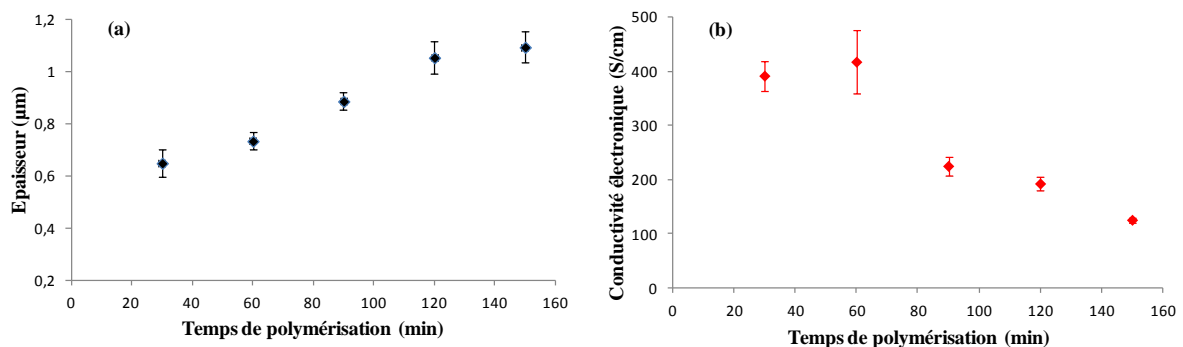 (a)
Epaisseur (µm)
1,2
1
0,8
0,6
0,4
0,2
0 20 40 60 80 100 120 140 160
Temps de polymérisation (min)
(b)
Conductivité électronique (S/cm)
500
400
300
200
100
0
0 20 40 60 80 100 120 140 160
Temps de polymérisation (min)